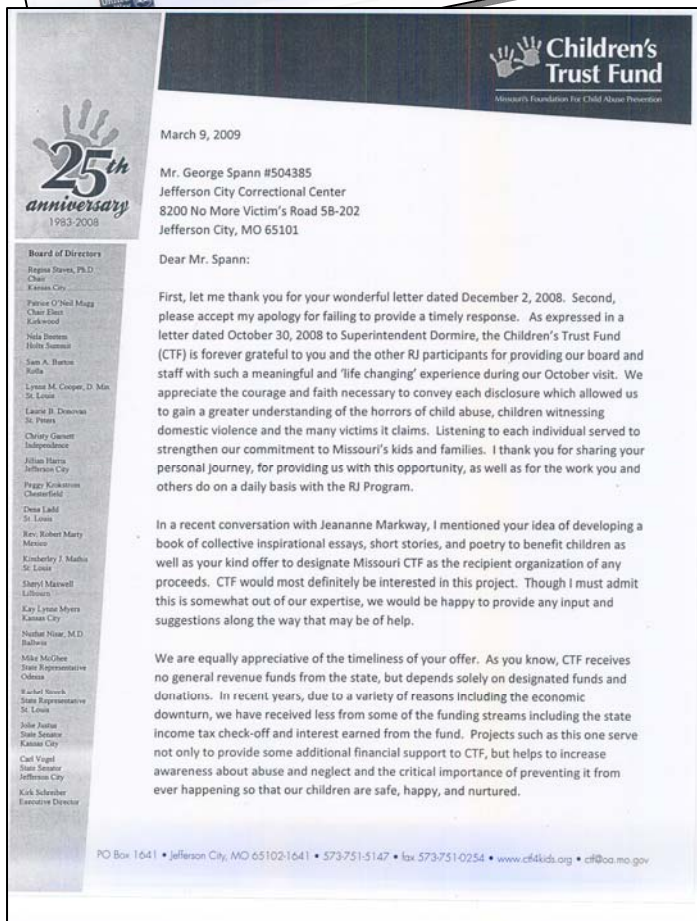 Children's
Trust Fund
Missouri's Foundation For Child Abuse Prevention
25th
anniversary
1983-2008
March 9, 2009
Mr. George Spann #504385
Jefferson City Correctional Center
8200 No More Victim's Road 5B-202
Jefferson City, MO 65101
Dear Mr. Spann:
First, let me thank you for your wonderful letter dated December 2, 2008. Second,
please accept my apology for failing to provide a timely response. As expressed in a
letter dated October 30, 2008 to Superintendent Dormire, the Children's Trust Fund
(CTF) is forever grateful to you and the other RJ participants for providing our board and
staff with such a meaningful and 'life changing' experience during our October visit. We
appreciate the courage and faith necessary to convey each disclosure which allowed us
to gain a greater understanding of the horrors of child abuse, children witnessing
domestic violence and the many victims it claims. Listening to each individual served to
strengthen our commitment to Missouri's kids and families. I thank you for sharing your
personal journey, for providing us with this opportunity, as well as for the work you and
others do on a daily basis with the RJ Program.
In a recent conversation with Jeananne Markway, I mentioned your idea of developing a
book of collective inspirational essays, short stories, and poetry to benefit children as
well as your kind offer to designate Missouri CTF as the recipient organization of any
proceeds. CTF would most definitely be interested in this project. Though I must admit
this is somewhat out of our expertise, we would be happy to provide any input and
suggestions along the way that may be of help.
We are equally appreciative of the timeliness of your offer. As you know, CTF receives
no general revenue funds from the state, but depends solely on designated funds and
donations. In recent years, due to a variety of reasons including the economic
downturn, we have received less from some of the funding streams including the state
income tax check-off and interest earned from the fund. Projects such as this one serve
not only to provide some additional financial support to CTF, but helps to increase
awareness about abuse and neglect and the critical importance of preventing it from
ever happening so that our children are safe, happy, and nurtured.
Board of Directors
Regina Staves, Ph.D.
Chair
Kansas City
Patrice O'Neil Mugg
Chair Elect
Kirkwood
Nela
Holts Summit
Sam A. Burton
Rolla
Lynne M. Cooper, D. Min
St. Louis
Laurie B. Donovan
St. Peters
Christy
Independence
Jillian Harris
Jefferson City
Peggy Krokstrom
Chesterfield
Dena Ladd
St. Louis
Rev. Robert Marty
Mexico
Kimberley J. Mathis
St. Louis
Sheryl Maxwell
Lilbourn
Kay Lynne Myers
Kansas City
Nisar, M.D.
Ballwin
Mike McGhee
State Representative
Odessa
Rachel
State Representative
St. Louis
Jolie Justus
State Senator
Kansas City
Carl Vogel
State Senator
Jefferson City
Kirk Schreiber
Executive Director
PO Box 1641 • Jefferson City, MO 65102-1641 • 573-751-5147 • fax 573-751-0254 • www.ctf4kids.org • ctf@oa.mo.gov